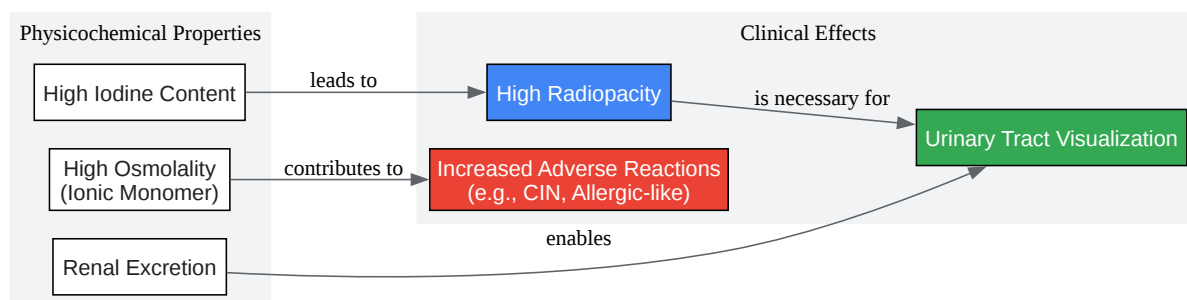 Physicochemical Properties
Clinical Effects
High Iodine Content
leads to
High Radiopacity
is necessary for
Urinary Tract Visualization
High Osmolality
(Ionic Monomer)
contributes to
Increased Adverse Reactions
(e.g., CIN, Allergic-like)
Renal Excretion
enables